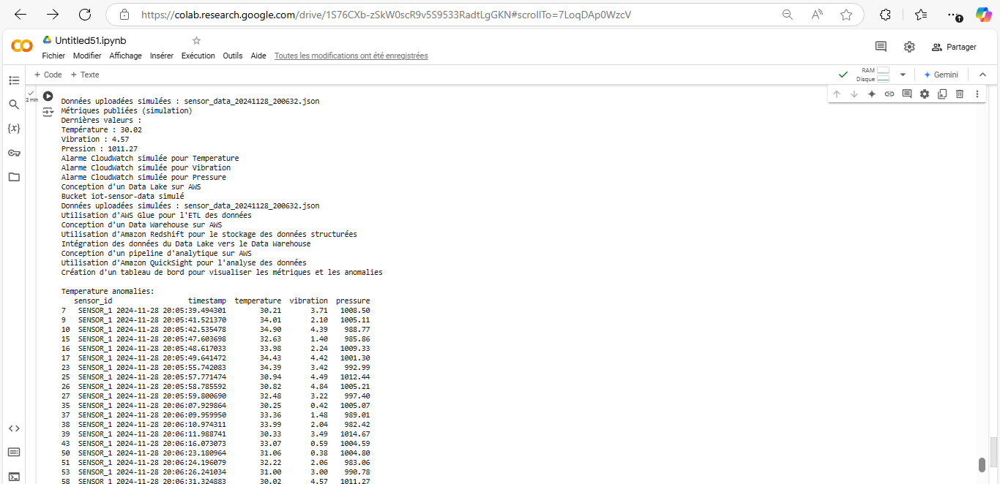 https://colab.research.google.com/drive/1S76CXb-zSkW0scR9v5S9533RadtLgGKN#scrollTo=7LoqDAp0WzcV
Untitled51.ipynb
Fichier Modifier Affichage Insérer Exécution Outils Aide Toutes les modifications ont été enregistrées
Partager
+ Code + Texte
RAM
Disque
Gemini
2 min
Données uploadées simulées : sensor_data_20241128_200632.json
Métriques publiées (simulation)
Dernières valeurs :
Température : 30.02
Vibration : 4.57
Pression : 1011.27
Alarme CloudWatch simulée pour Temperature
Alarme CloudWatch simulée pour Vibration
Alarme CloudWatch simulée pour Pressure
Conception d'un Data Lake sur AWS
Bucket iot-sensor-data simulé
Données uploadées simulées : sensor_data_20241128_200632.json
Utilisation d'AWS Glue pour l'ETL des données
Conception d'un Data Warehouse sur AWS
Utilisation d'Amazon Redshift pour le stockage des données structurées
Intégration des données du Data Lake vers le Data Warehouse
Conception d'un pipeline d'analytique sur AWS
Utilisation d'Amazon QuickSight pour l'analyse des données
Création d'un tableau de bord pour visualiser les métriques et les anomalies
Temperature anomalies:
sensor_id timestamp temperature vibration pressure
7 SENSOR_1 2024-11-28 20:05:39.494301 30.21 3.71 1008.50
9 SENSOR_1 2024-11-28 20:05:41.521370 34.01 2.10 1005.11
10 SENSOR_1 2024-11-28 20:05:42.535478 34.90 4.39 988.77
15 SENSOR_1 2024-11-28 20:05:47.603698 32.63 1.40 985.86
16 SENSOR_1 2024-11-28 20:05:48.617033 33.98 2.24 1009.33
17 SENSOR_1 2024-11-28 20:05:49.641472 34.43 4.42 1001.30
23 SENSOR_1 2024-11-28 20:05:55.742083 34.39 3.42 992.99
25 SENSOR_1 2024-11-28 20:05:57.771474 30.94 4.49 1012.44
26 SENSOR_1 2024-11-28 20:05:58.785592 30.82 4.84 1005.21
27 SENSOR_1 2024-11-28 20:05:59.800690 32.48 3.22 997.40
35 SENSOR_1 2024-11-28 20:06:07.929864 30.25 0.42 1005.07
37 SENSOR_1 2024-11-28 20:06:09.959950 33.36 1.48 989.01
38 SENSOR_1 2024-11-28 20:06:10.974311 33.99 2.04 982.42
39 SENSOR_1 2024-11-28 20:06:11.988741 30.33 3.49 1014.67
43 SENSOR_1 2024-11-28 20:06:16.073073 33.07 0.59 1004.59
50 SENSOR_1 2024-11-28 20:06:23.180964 31.06 0.38 1004.80
51 SENSOR_1 2024-11-28 20:06:24.196079 32.22 2.06 983.06
53 SENSOR_1 2024-11-28 20:06:26.241034 31.00 3.00 990.78
58 SENSOR_1 2024-11-28 20:06:31.324883 30.02 4.57 1011.27